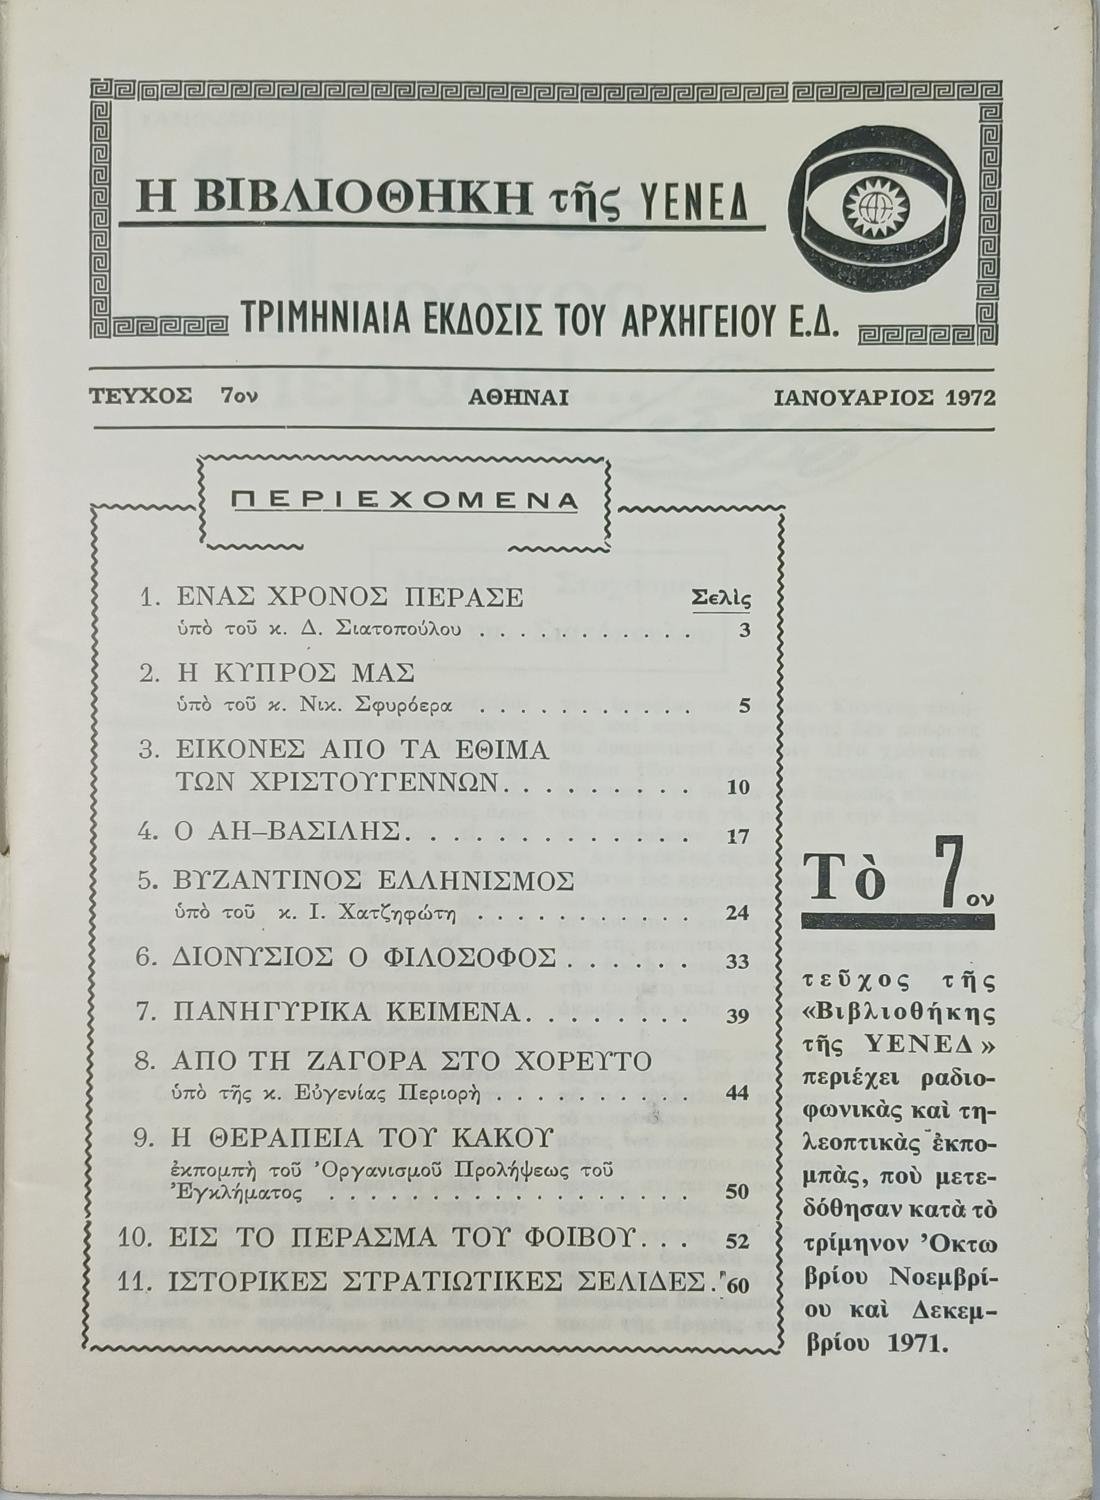 Η ΒΙΒΛΙΟΘΗΚΗ τῆς ΥΕΝΕΔ
ΤΡΙΜΗΝΙΑΙΑ ΕΚΔΟΣΙΣ ΤΟΥ ΑΡΧΗΓΕΙΟΥ Ε.Δ.
ΤΕΥΧΟΣ 7ον ΑΘΗΝΑΙ ΙΑΝΟΥΑΡΙΟΣ 1972
ΠΕΡΙΕΧΟΜΕΝΑ
1. ΕΝΑΣ ΧΡΟΝΟΣ ΠΕΡΑΣΕ Σελὶς
ὑπὸ τοῦ κ. Δ. Σιατοπούλου . . . . . . . . . . . 3
2. Η ΚΥΠΡΟΣ ΜΑΣ
ὑπὸ τοῦ κ. Νικ. Σφυρόερα . . . . . . . . . . . 5
3. ΕΙΚΟΝΕΣ ΑΠΟ ΤΑ ΕΘΙΜΑ
ΤΩΝ ΧΡΙΣΤΟΥΓΕΝΝΩΝ. . . . . . . . . 10
4. Ο ΑΗ–ΒΑΣΙΛΗΣ. . . . . . . . . . . . . 17
5. ΒΥΖΑΝΤΙΝΟΣ ΕΛΛΗΝΙΣΜΟΣ
ὑπὸ τοῦ κ. Ι. Χατζηφώτη . . . . . . . . . . . 24
6. ΔΙΟΝΥΣΙΟΣ Ο ΦΙΛΟΣΟΦΟΣ . . . . . . 33
7. ΠΑΝΗΓΥΡΙΚΑ ΚΕΙΜΕΝΑ. . . . . . . . 39
8. ΑΠΟ ΤΗ ΖΑΓΟΡΑ ΣΤΟ ΧΟΡΕΥΤΟ
ὑπὸ τῆς κ. Εὐγενίας Περιορὴ . . . . . . . . . . 44
9. Η ΘΕΡΑΠΕΙΑ ΤΟΥ ΚΑΚΟΥ
ἐκπομπὴ τοῦ Ὀργανισμοῦ Προλήψεως τοῦ
Ἐγκλήματος . . . . . . . . . . . . . . . . . . 50
10. ΕΙΣ ΤΟ ΠΕΡΑΣΜΑ ΤΟΥ ΦΟΙΒΟΥ. . . 52
11. ΙΣΤΟΡΙΚΕΣ ΣΤΡΑΤΙΩΤΙΚΕΣ ΣΕΛΙΔΕΣ. 60
Τὸ 7ον
τεῦχος τῆς
«Βιβλιοθήκης
τῆς ΥΕΝΕΔ»
περιέχει ραδιο-
φωνικὰς καὶ τη-
λεοπτικὰς ἐκπο-
μπὰς, ποὺ μετε-
δόθησαν κατὰ τὸ
τρίμηνον Ὀκτω
βρίου Νοεμβρί-
ου καὶ Δεκεμ-
βρίου 1971.